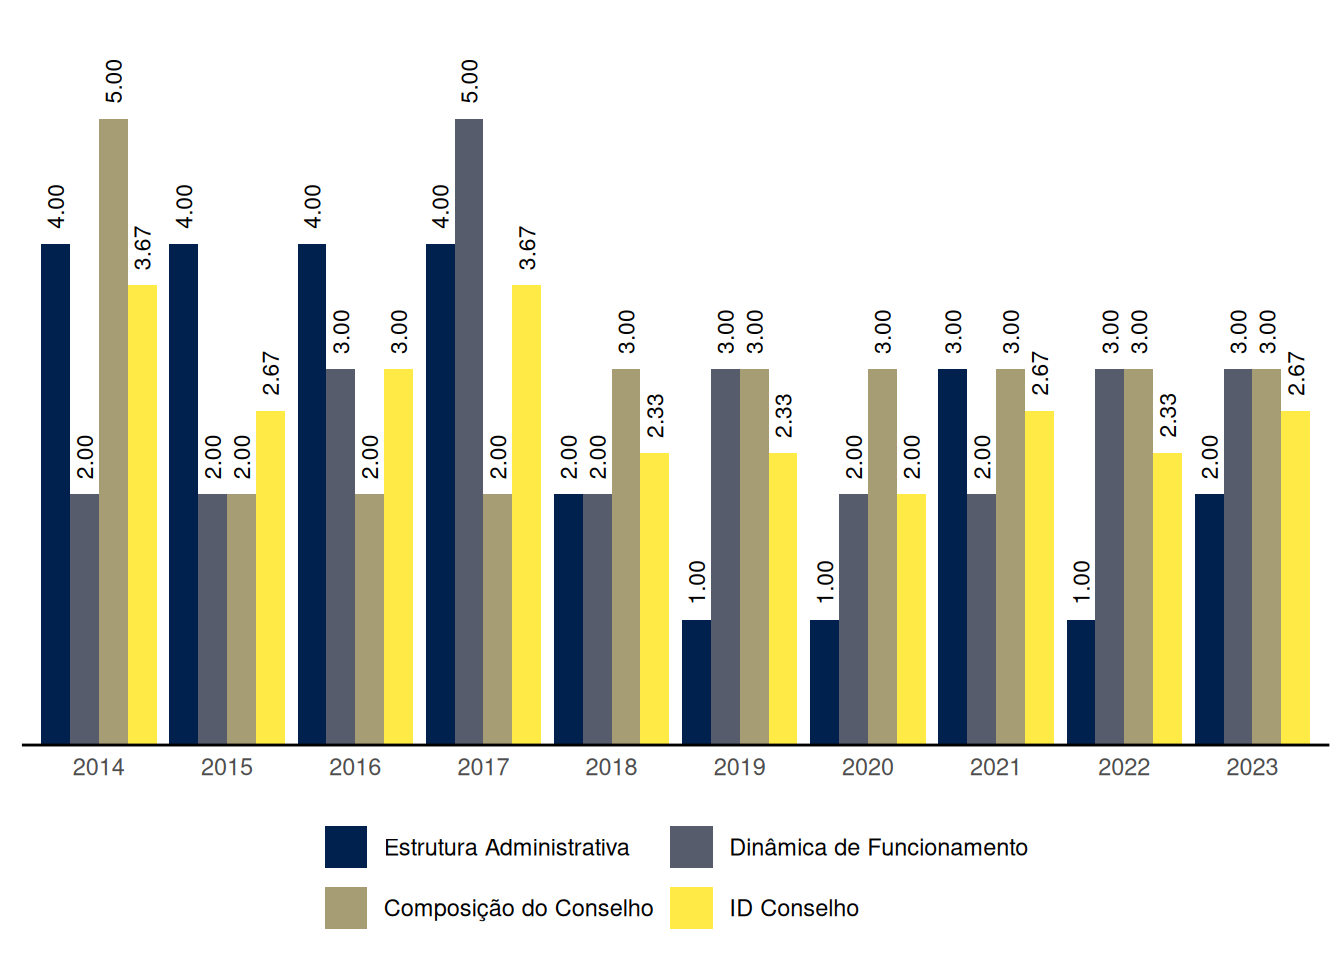 5.00 5.00
4.00 4.00 4.00 4.00
3.67 3.67
3.00 3.00 3.00 3.00 3.00 3.00 3.00 3.00 3.00 3.00 3.00 3.00
2.67 2.67 2.67
2.33 2.33 2.33
2.00 2.00 2.00 2.00 2.00 2.00 2.00 2.00 2.00 2.00 2.00
1.00 1.00 1.00
2014 2015 2016 2017 2018 2019 2020 2021 2022 2023
Estrutura Administrativa Dinâmica de Funcionamento
Composição do Conselho ID Conselho